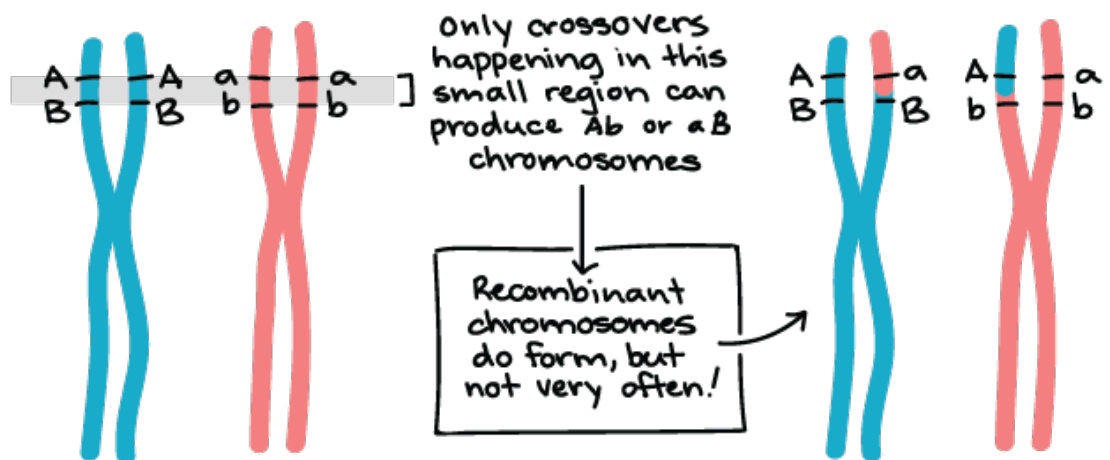 A A a a
B B b b
Only crossovers
happening in this
small region can
produce Ab or aB
chromosomes
Recombinant
chromosomes
do form, but
not very often!
A a A a
B b b
B